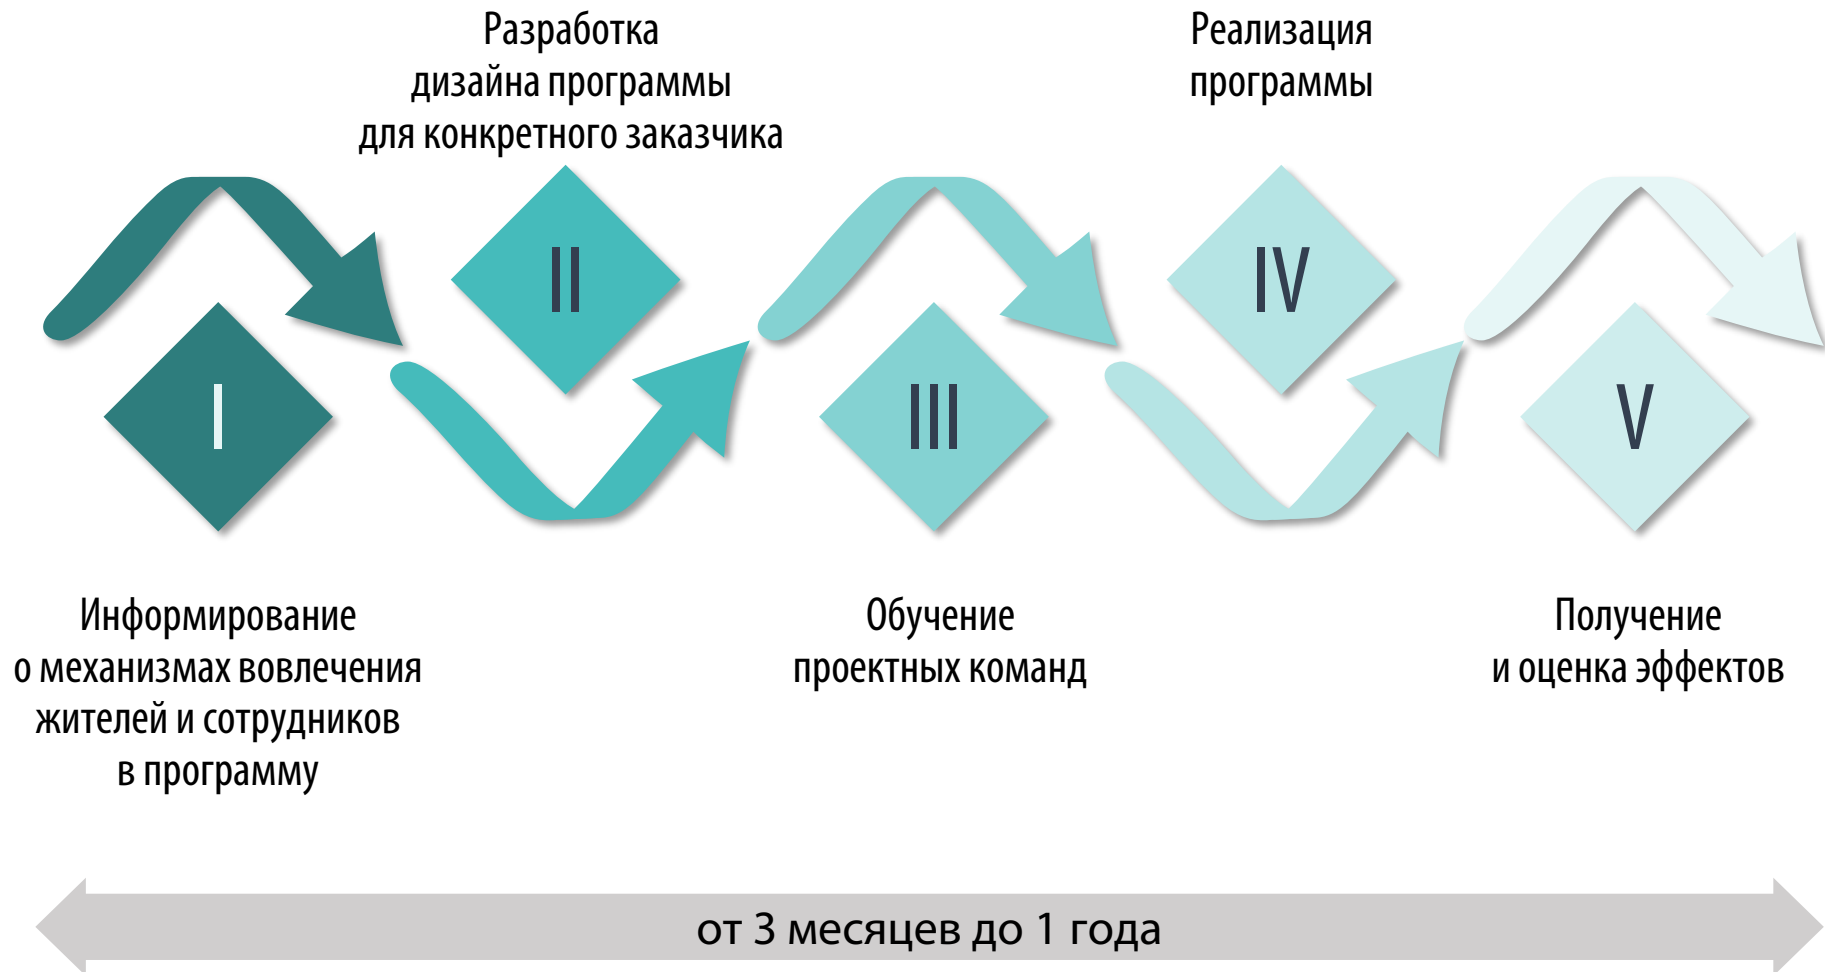 Разработка
дизайна программы
для конкретного заказчика
Реализация
программы
I
II
III
IV
V
Информирование
о механизмах вовлечения
жителей и сотрудников
в программу
Обучение
проектных команд
Получение
и оценка эффектов
от 3 месяцев до 1 года